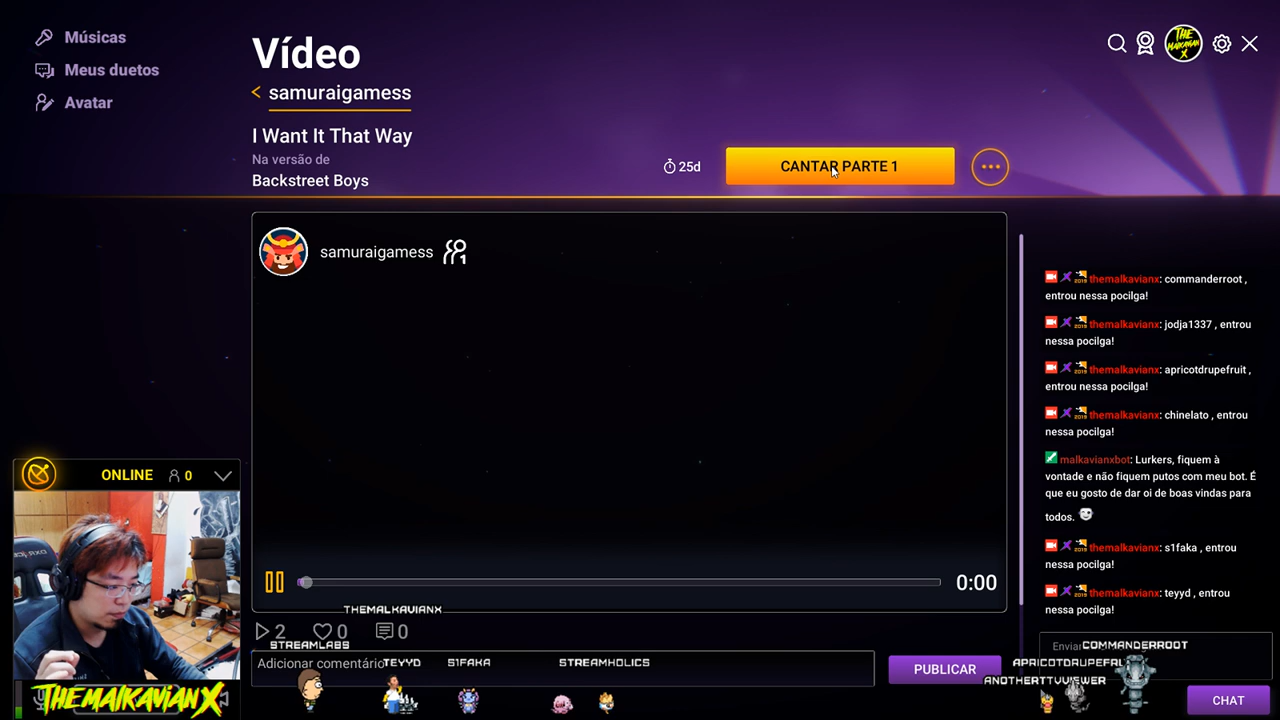 Músicas
Meus duetos
Avatar
Vídeo
< samuraigamess
I Want It That Way
Na versão de
Backstreet Boys
25d
CANTAR PARTE 1
THE MALKAVIAN X
samuraigamess
0:00
2
0
0
Adicionar comentário
PUBLICAR
themalkavianx: commanderroot ,
entrou nessa pocilga!
themalkavianx: jodja1337 , entrou
nessa pocilga!
themalkavianx: apricotdrupefruit ,
entrou nessa pocilga!
themalkavianx: chinelato , entrou
nessa pocilga!
malkavianxbot: Lurkers, fiquem à
vontade e não fiquem putos com meu bot. É
que eu gosto de dar oi de boas vindas para
todos.
themalkavianx: s1faka , entrou
nessa pocilga!
themalkavianx: teyyd , entrou
nessa pocilga!
Enviar
CHAT
ONLINE
0
THEMALKAVIANX
THEMALKAVIANX
STREAMLABS
TEYYD
S1FAKA
STREAMHOLICS
COMMANDERROOT
APRICOTDRUPEFRU
ANOTHERTTVVIEWER